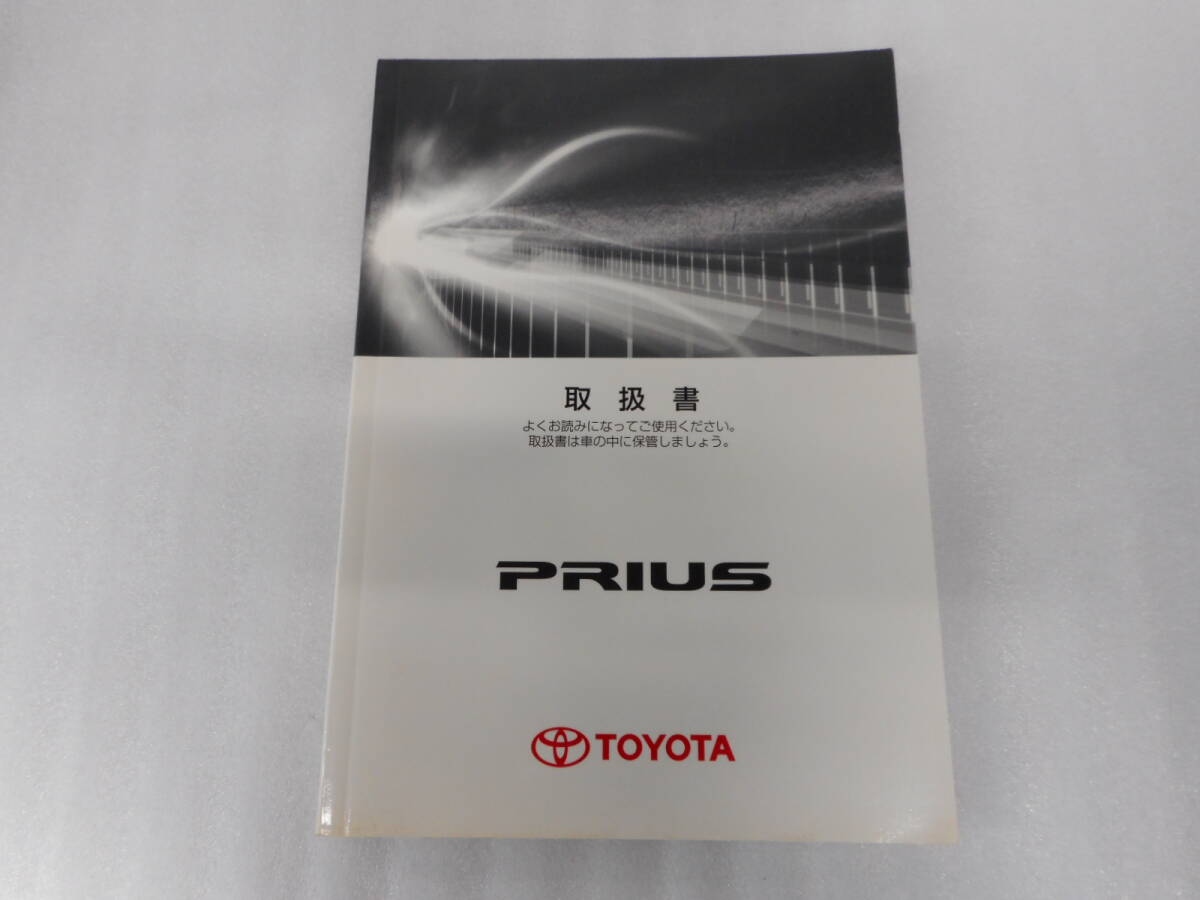 取扱書
よくお読みになってご使用ください。
取扱書は車の中に保管しましょう。
PRIUS
TOYOTA